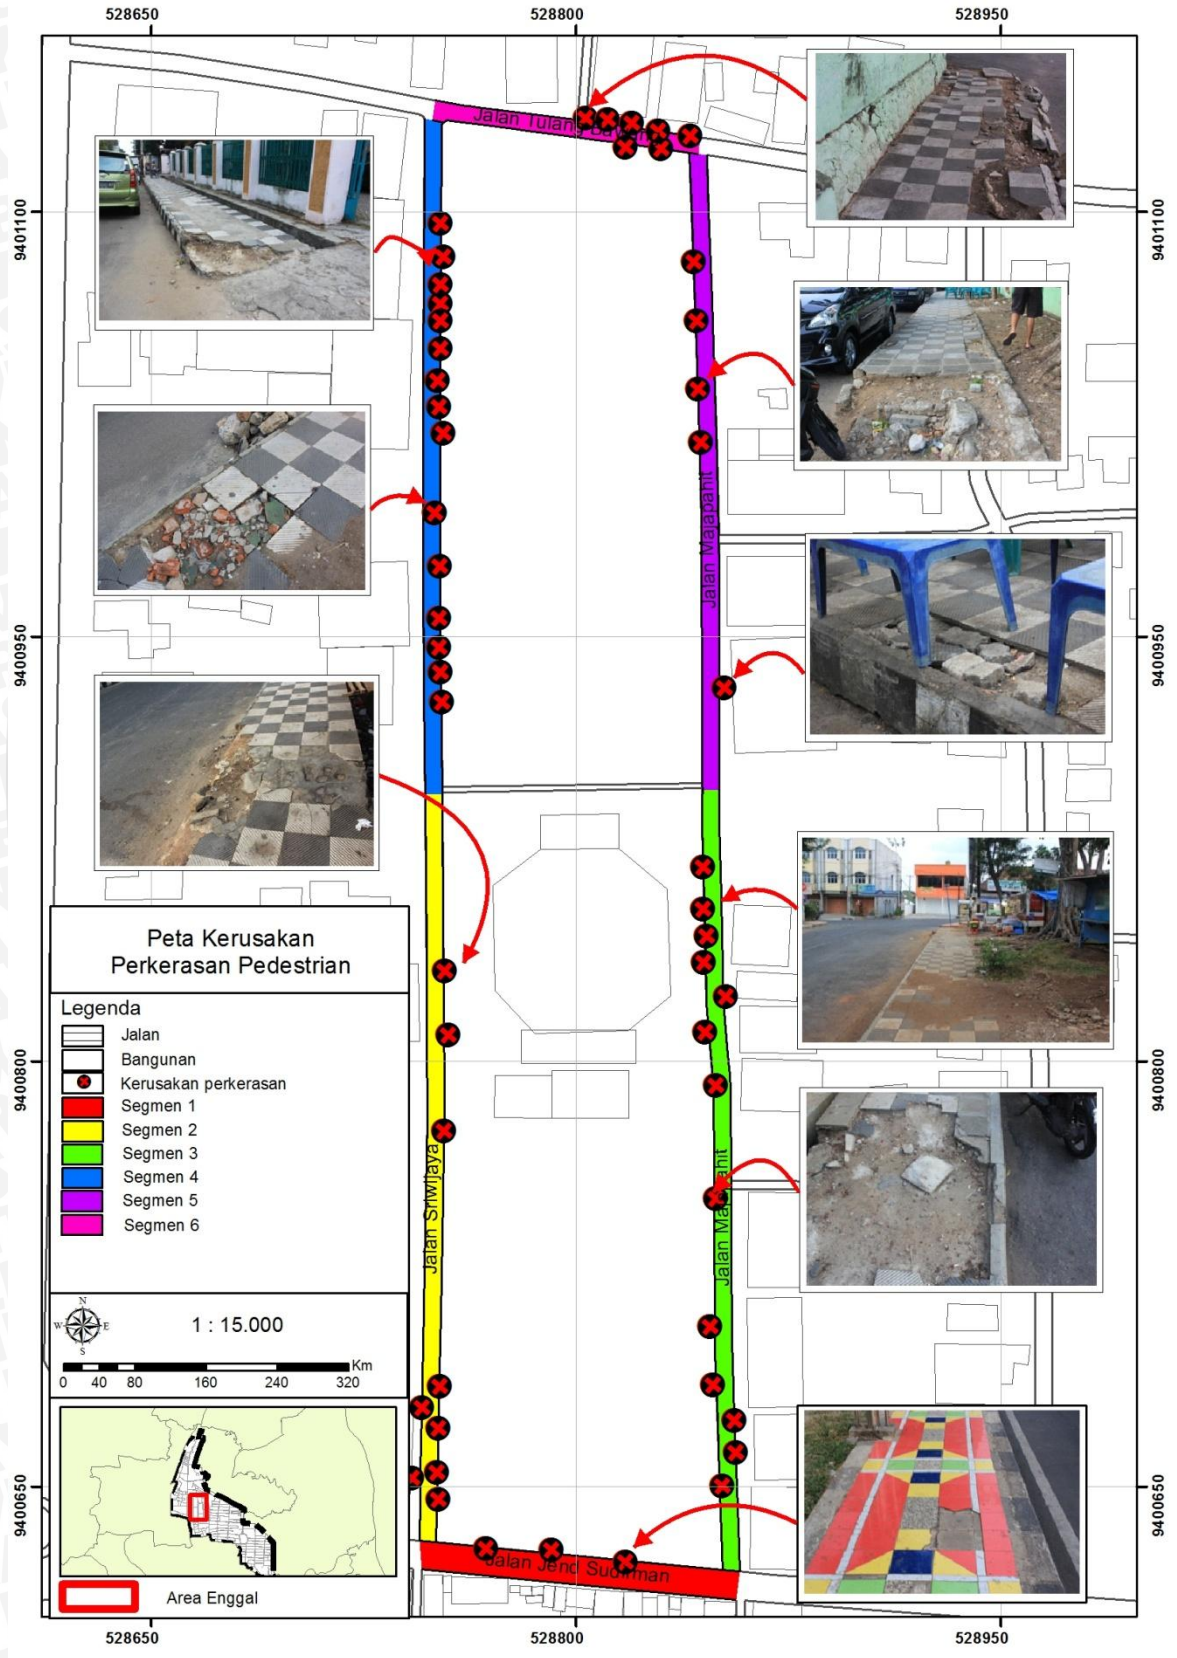 528650
528800
528950
Jalan Tulang Bawang
9401100
9401100
Jalan Majapahit
9400950
9400950
Peta Kerusakan
Perkerasan Pedestrian
Legenda
Jalan
Bangunan
Kerusakan perkerasan
Segmen 1
Segmen 2
Segmen 3
Segmen 4
Segmen 5
Segmen 6
9400800
9400800
Jalan Sriwijaya
Jalan Majapahit
N
W
E
S
1 : 15.000
Km
0 40 80 160 240 320
9400650
9400650
Jalan Jend Sudirman
Area Enggal
528650
528800
528950